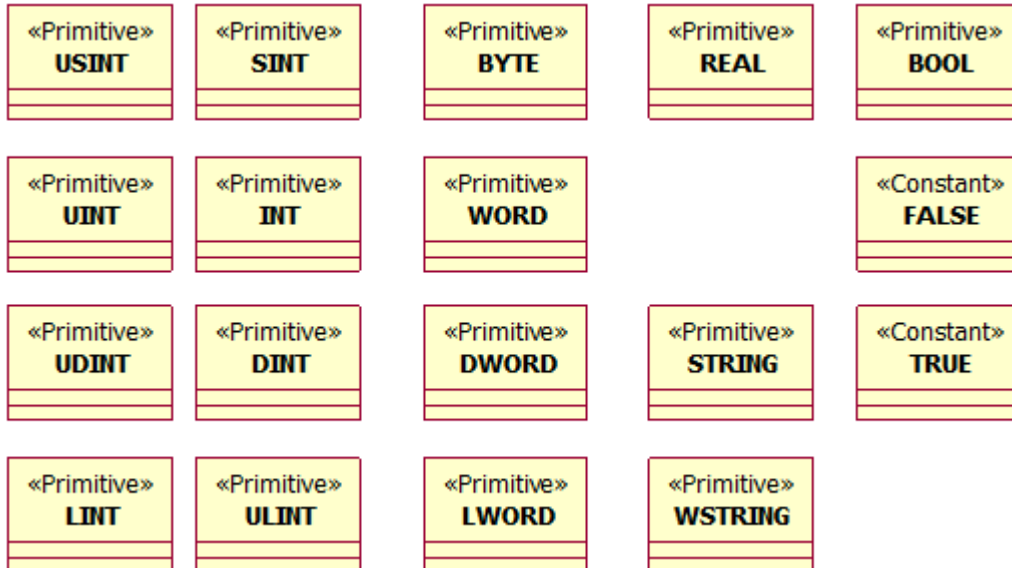 «Primitive» «Primitive» «Primitive» «Primitive» «Primitive»
USINT SINT BYTE REAL BOOL
«Primitive» «Primitive» «Primitive» «Constant»
UINT INT WORD FALSE
«Primitive» «Primitive» «Primitive» «Primitive» «Constant»
UDINT DINT DWORD STRING TRUE
«Primitive» «Primitive» «Primitive» «Primitive»
LINT ULINT LWORD WSTRING